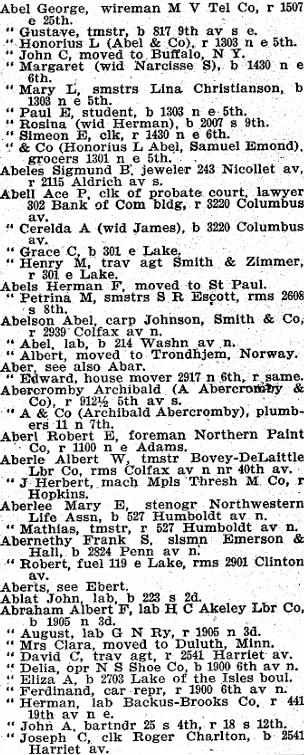 Abel George, wireman M V Tel Co, r 1507
e 25th.
" Gustave, tmstr, b 817 9th av s e.
" Honorius L (Abel & Co), r 1303 n e 5th.
" John C, moved to Buffalo, N Y.
" Margaret (wid Narcisse S), b 1430 n e
6th.
" Mary L, smstrs Lina Christianson, b
1303 n e 5th.
" Paul E, student, b 1303 n e 5th.
" Rosina (wid Herman), b 2007 s 9th.
" Simeon E, clk, r 1430 n e 6th.
" & Co (Honorius L Abel, Samuel Emond),
grocers 1301 n e 5th.
Abeles Sigmund B, jeweler 243 Nicollet av,
r 2115 Aldrich av s.
Abell Ace P, clk of probate court, lawyer
302 Bank of Com bldg, r 3220 Columbus
av.
" Cerelda A (wid James), b 3220 Columbus
av.
" Grace C, b 301 e Lake.
" Henry M, trav agt Smith & Zimmer,
r 301 e Lake.
Abels Herman F, moved to St Paul.
" Petrina M, smstrs S R Escott, rms 2608
s 8th.
Abelson Abel, carp Johnson, Smith & Co,
r 2939 Colfax av n.
" Abel, lab, b 214 Washn av n.
" Albert, moved to Trondhjem, Norway.
Aber, see also Abar.
" Edward, house mover 2917 n 6th, r same.
Abercromby Archibald (A Abercromby &
Co), r 912½ 5th av s.
" A & Co (Archibald Abercromby), plumb-
ers 11 n 7th.
Aberl Robert E, foreman Northern Paint
Co, r 1100 n e Adams.
Aberle Albert W, tmstr Bovey-DeLaittle
Lbr Co, rms Colfax av n nr 40th av.
" J Herbert, mach Mpls Thresh M Co, r
Hopkins.
Aberlee Mary E, stenogr Northwestern
Life Assn, b 527 Humboldt av n.
" Mathias, tmstr, r 527 Humboldt av n.
Abernethy Frank S, slsmn Emerson &
Hall, b 2824 Penn av n.
" Robert, fuel 119 e Lake, rms 2901 Clinton
av.
Aberts, see Ebert.
Ablat John, lab, b 223 s 2d.
Abraham Albert F, lab H C Akeley Lbr Co,
b 1905 n 3d.
" August, lab G N Ry, r 1905 n 3d.
" Mrs Clara, moved to Duluth, Minn.
" David C, trav agt, r 2541 Harriet av.
" Delia, opr N S Shoe Co, b 1900 6th av n.
" Eliza A, b 2703 Lake of the Isles boul.
" Ferdinand, car repr, r 1900 6th av n.
" Herman, lab Backus-Brooks Co, r 441
19th av n e.
" John A, bartndr 25 s 4th, r 18 s 12th.
" Joseph C, clk Roger Charlton, b 2541
Harriet av.